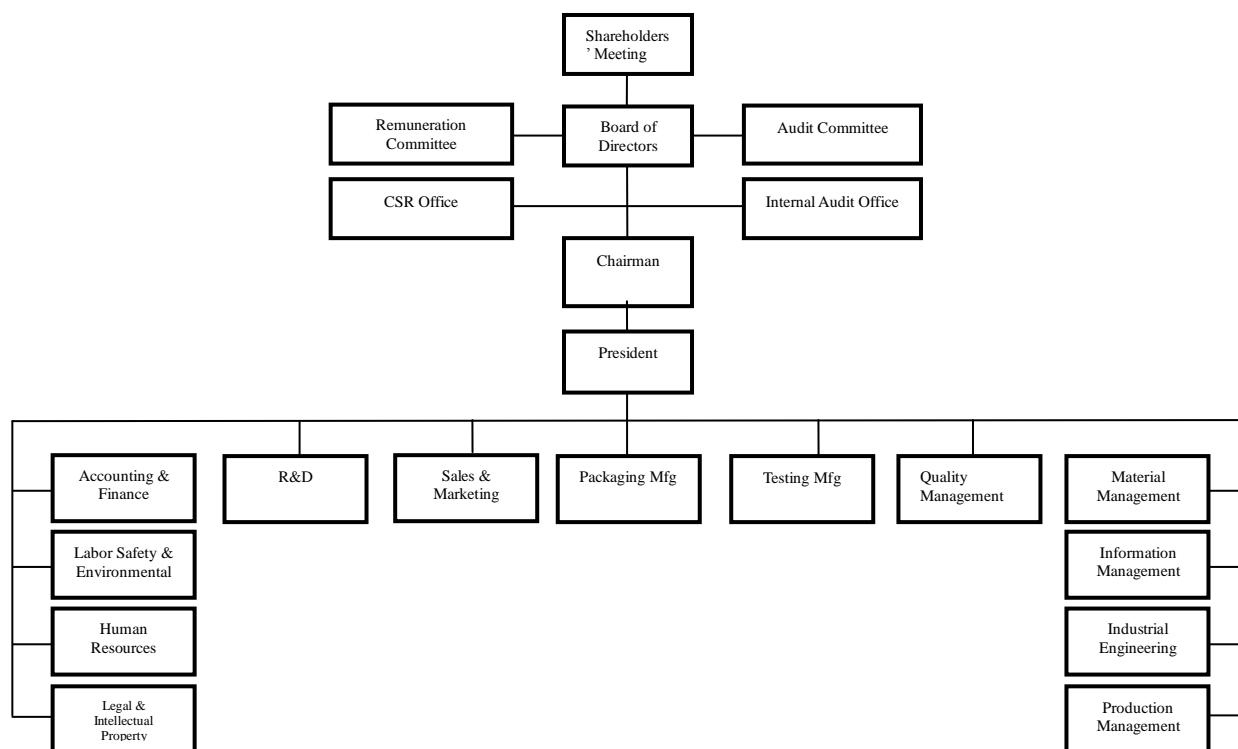 Shareholders
’ Meeting
Remuneration
Committee
Board of
Directors
Audit Committee
CSR Office
Internal Audit Office
Chairman
President
Accounting &
Finance
R&D
Sales &
Marketing
Packaging Mfg
Testing Mfg
Quality
Management
Material
Management
Labor Safety &
Environmental
Information
Management
Human
Resources
Industrial
Engineering
Legal &
Intellectual
Property
Production
Management